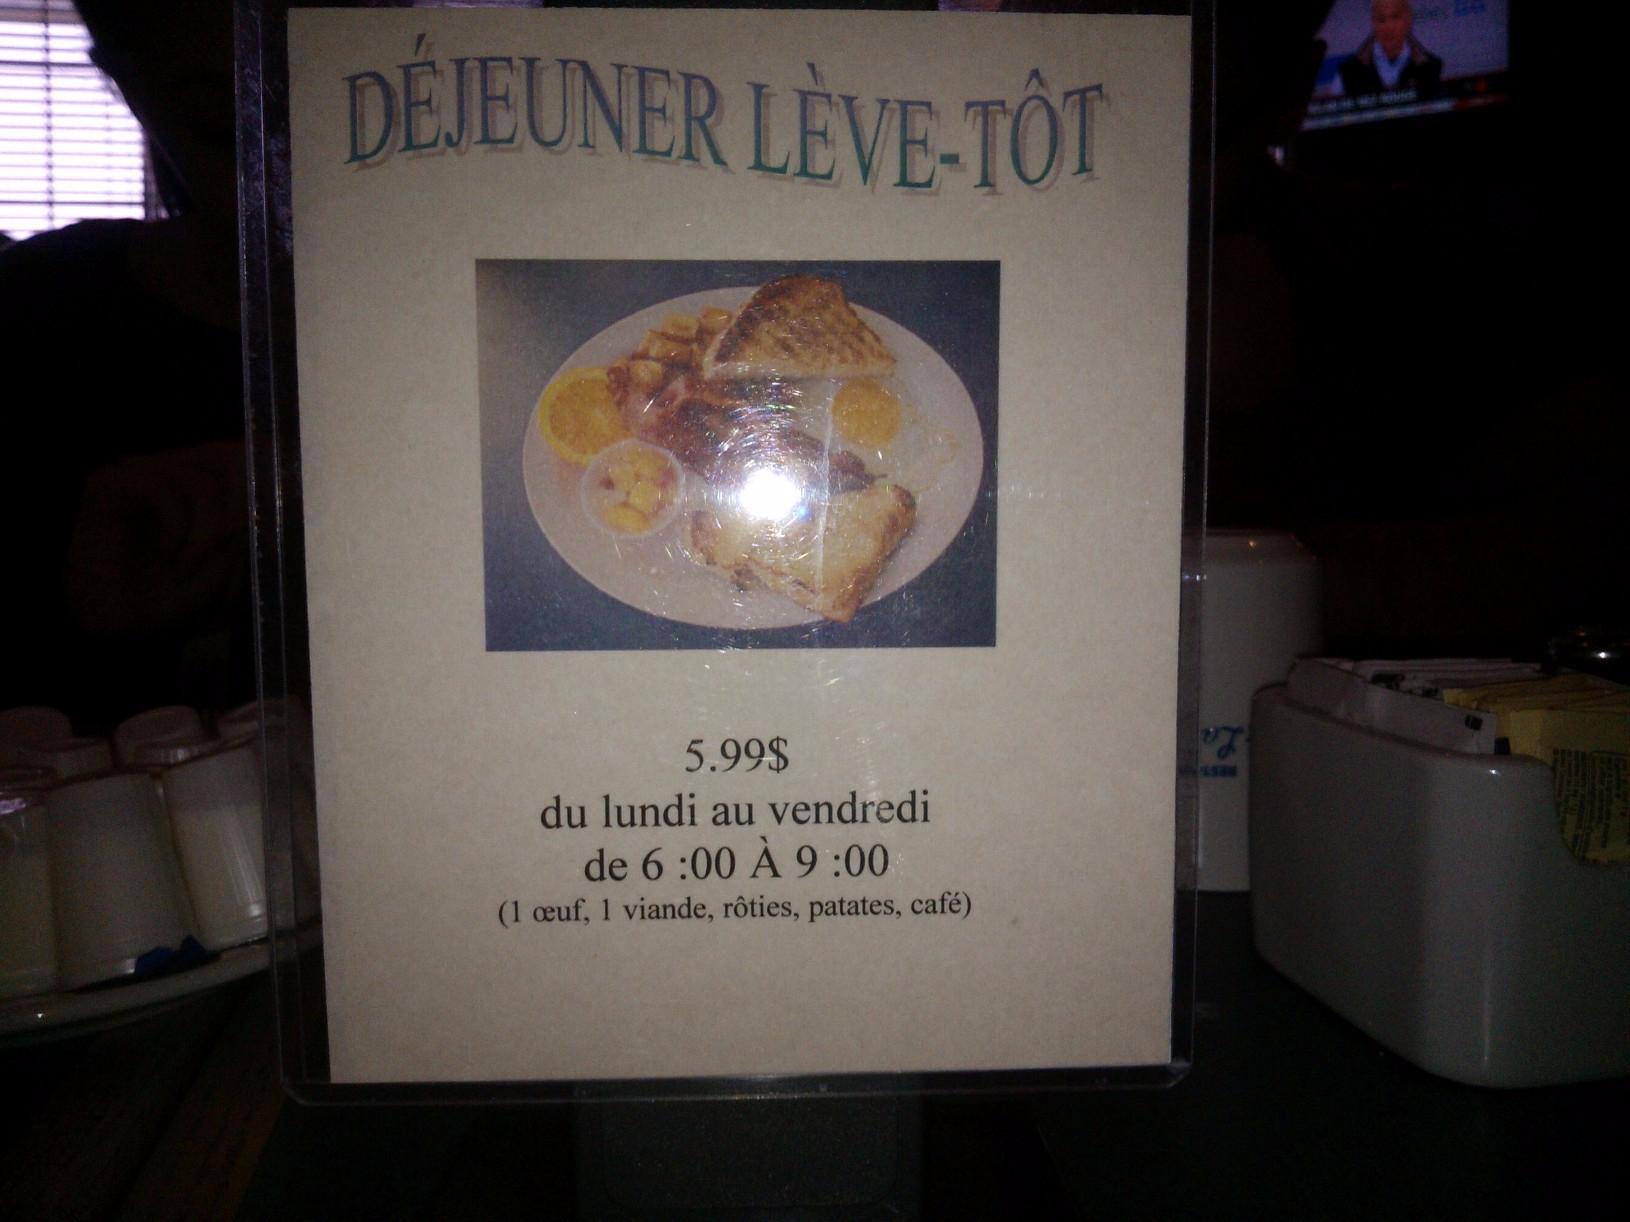 DÉJEUNER LÈVE-TÔT
5.99$
du lundi au vendredi
de 6 :00 À 9 :00
(1 œuf, 1 viande, rôties, patates, café)
La